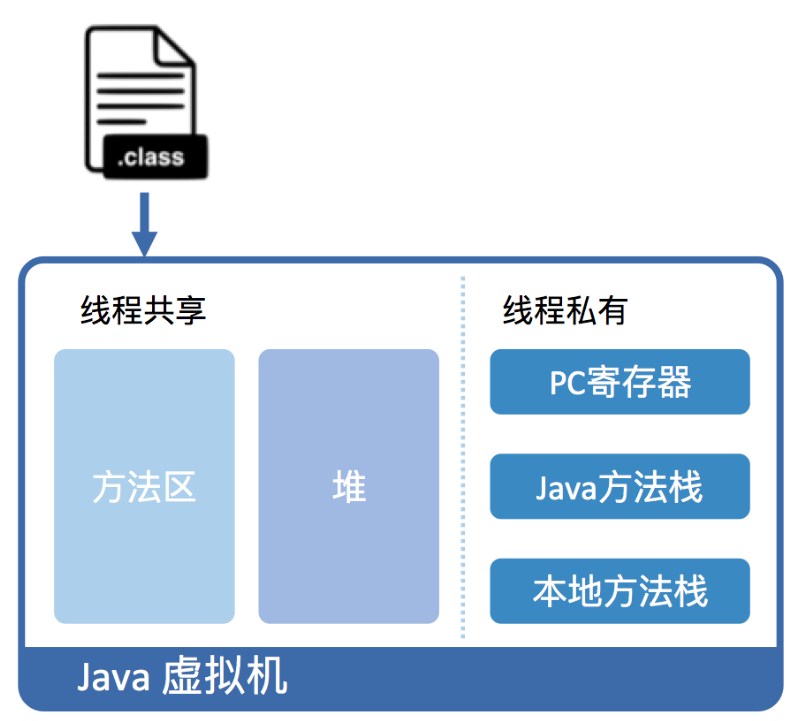 .class
线程共享
线程私有
方法区
堆
PC寄存器
Java方法栈
本地方法栈
Java 虚拟机